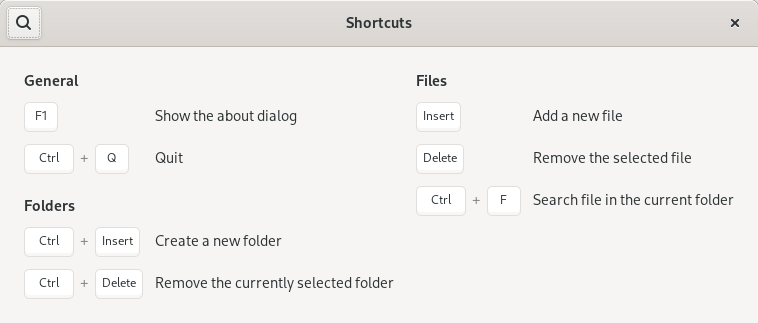 Shortcuts
General
F1 Show the about dialog
Ctrl + Q Quit
Folders
Ctrl + Insert Create a new folder
Ctrl + Delete Remove the currently selected folder
Files
Insert Add a new file
Delete Remove the selected file
Ctrl + F Search file in the current folder